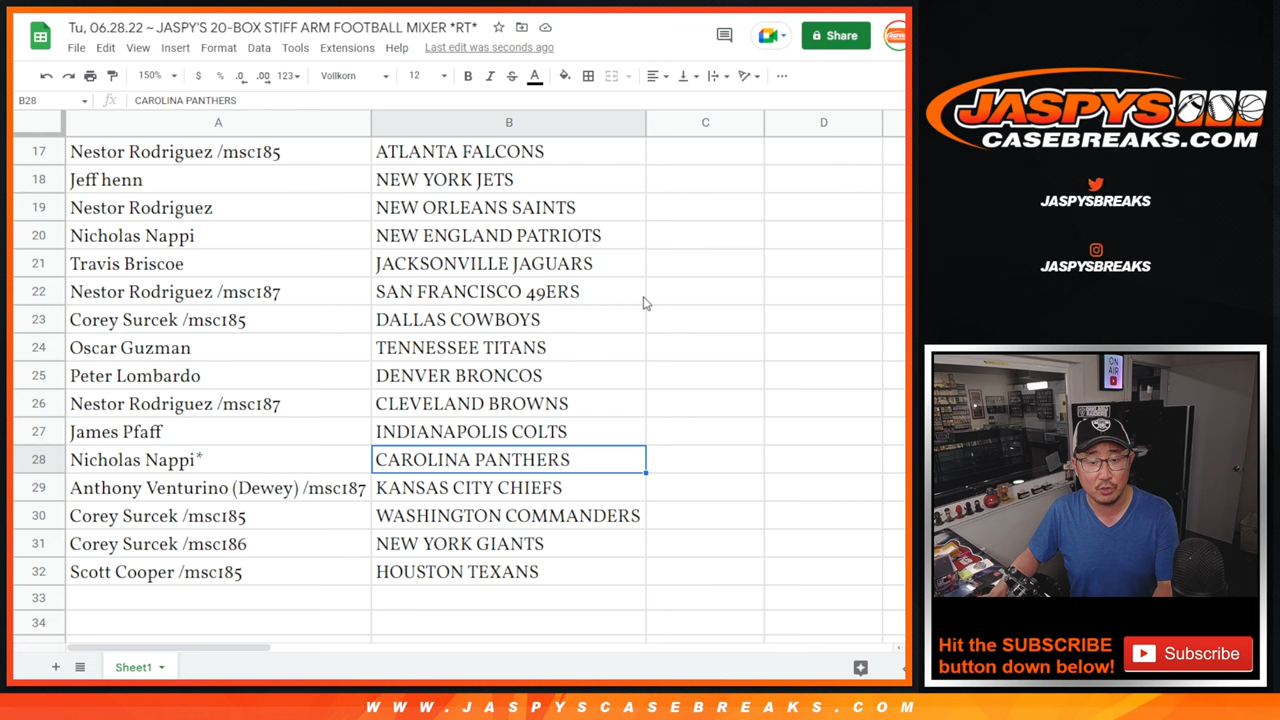 Tu, 06.28.22 ~ JASPY'S 20-BOX STIFF ARM FOOTBALL MIXER *RT*
File Edit View Insert Format Data Tools Extensions Help Last edit was seconds ago
Share
150% $ % .0 .00 123 Vollkorn 12 B I S A
B28 fx CAROLINA PANTHERS
A B C D
17 Nestor Rodriguez /msc185 ATLANTA FALCONS
18 Jeff henn NEW YORK JETS
19 Nestor Rodriguez NEW ORLEANS SAINTS
20 Nicholas Nappi NEW ENGLAND PATRIOTS
21 Travis Briscoe JACKSONVILLE JAGUARS
22 Nestor Rodriguez /msc187 SAN FRANCISCO 49ERS
23 Corey Surcek /msc185 DALLAS COWBOYS
24 Oscar Guzman TENNESSEE TITANS
25 Peter Lombardo DENVER BRONCOS
26 Nestor Rodriguez /msc187 CLEVELAND BROWNS
27 James Pfaff INDIANAPOLIS COLTS
28 Nicholas Nappi* CAROLINA PANTHERS
29 Anthony Venturino (Dewey) /msc187 KANSAS CITY CHIEFS
30 Corey Surcek /msc185 WASHINGTON COMMANDERS
31 Corey Surcek /msc186 NEW YORK GIANTS
32 Scott Cooper /msc185 HOUSTON TEXANS
33
34
Sheet1
JASPYS
CASEBREAKS.COM
JASPYSBREAKS
JASPYSBREAKS
ON
AIR
Hit the SUBSCRIBE
button down below!
Subscribe
WWW.JASPYSCASEBREAKS.COM